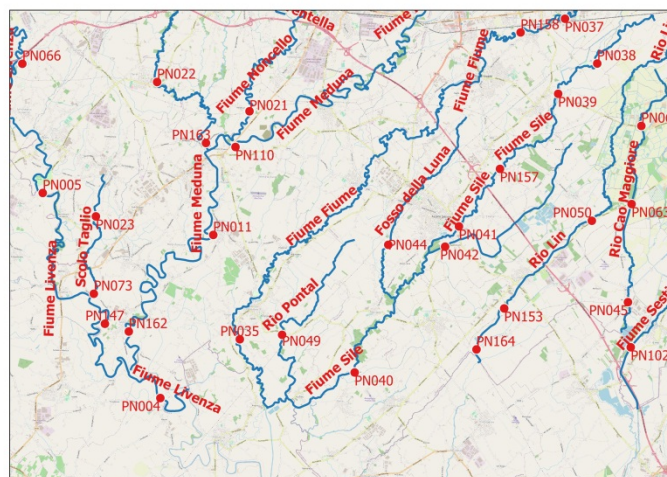 PN066
PN022
Fiume Noncello
PN021
Fiume Meduna
PN163
PN110
Fiume
Fiume Fiume
PN158
PN037
PN038
PN039
Fiume Sile
PN157
PN005
Scolo Taglio
PN023
Fiume Livenza
PN073
PN147
PN162
Fiume Meduna
PN011
Fiume Fiume
Fosso della Luna
PN044
Fiume Sile
PN041
PN042
PN050
Rio Cao Maggiore
PN063
Rio Lin
Rio Pontal
PN035
PN049
PN153
PN164
PN045
PN102
Fiume Livenza
PN004
Fiume Sile
PN040